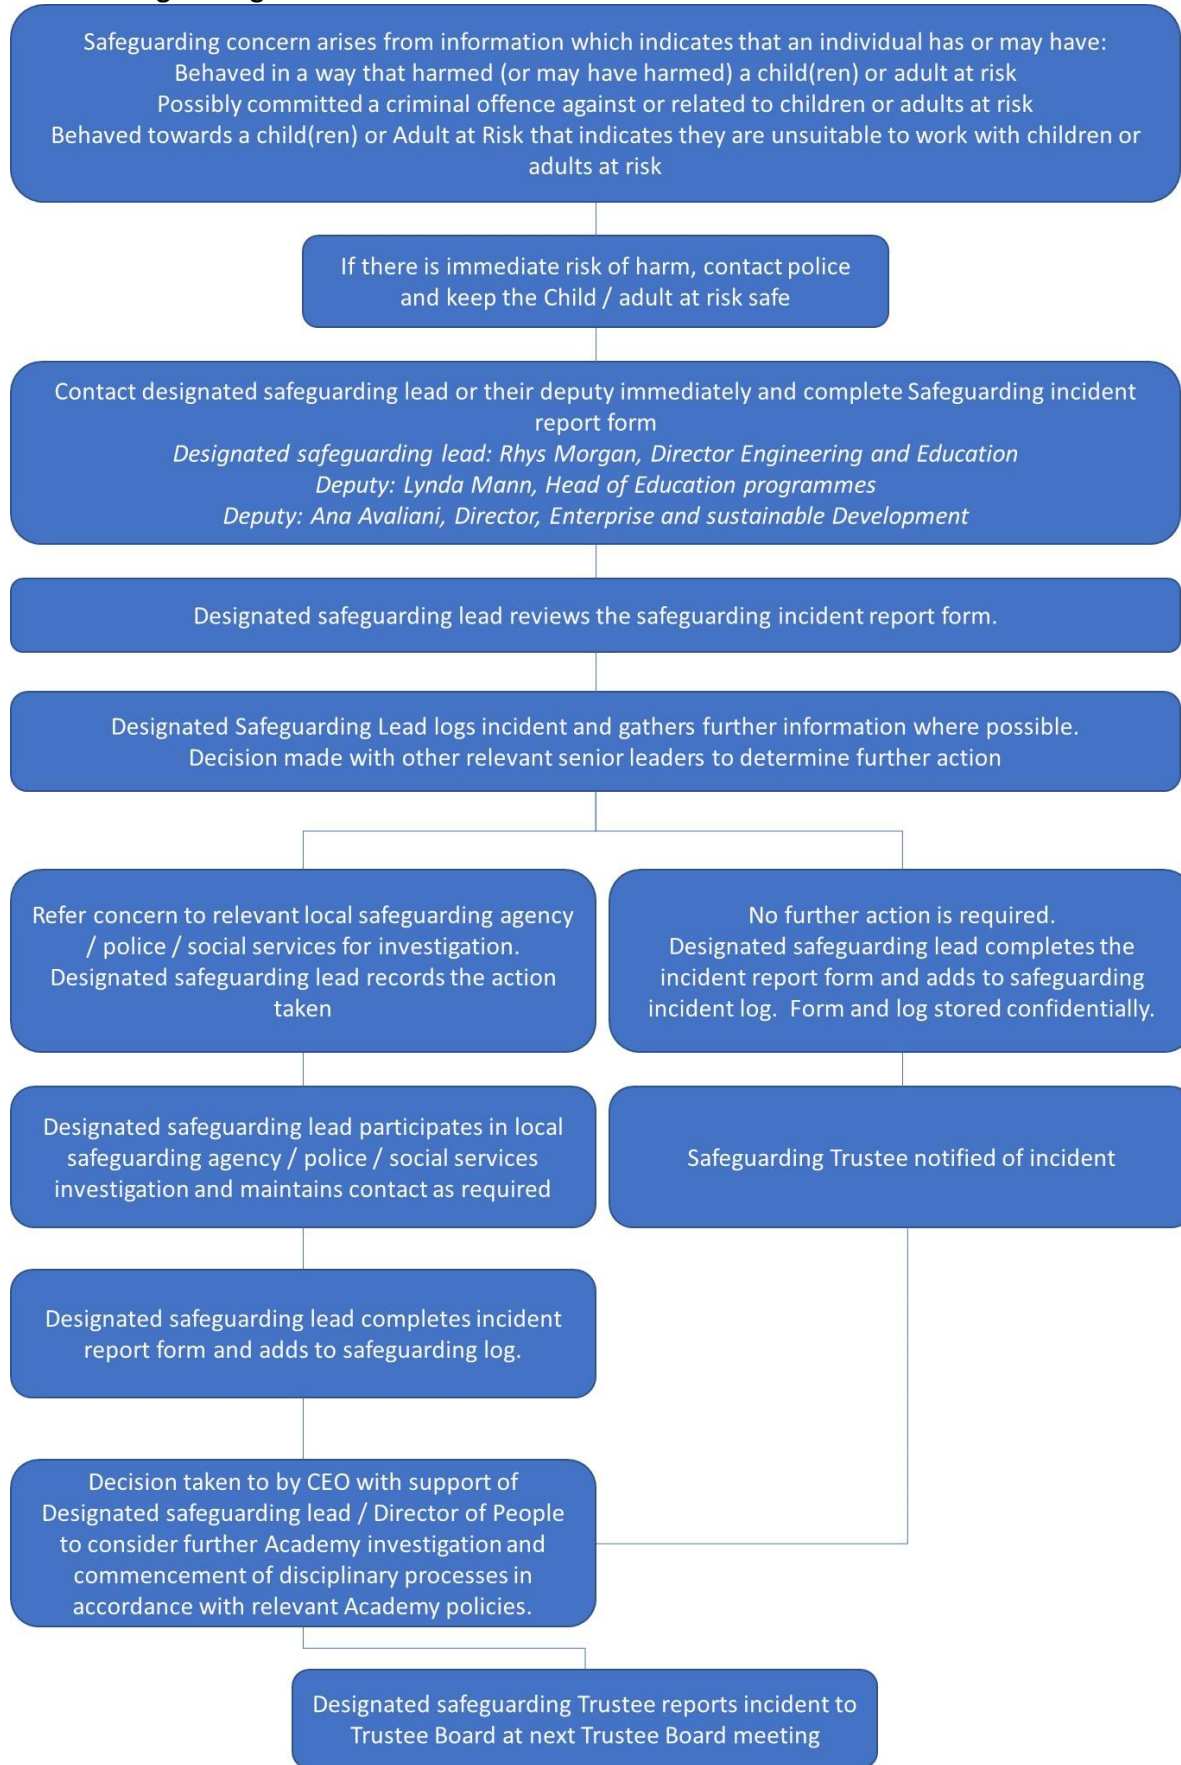 Safeguarding concern arises from information which indicates that an individual has or may have:
Behaved in a way that harmed (or may have harmed) a child(ren) or adult at risk
Possibly committed a criminal offence against or related to children or adults at risk
Behaved towards a child(ren) or Adult at Risk that indicates they are unsuitable to work with children or
adults at risk
If there is immediate risk of harm, contact police
and keep the Child / adult at risk safe
Contact designated safeguarding lead or their deputy immediately and complete Safeguarding incident
report form
Designated safeguarding lead: Rhys Morgan, Director Engineering and Education
Deputy: Lynda Mann, Head of Education programmes
Deputy: Ana Avaliani, Director, Enterprise and sustainable Development
Designated safeguarding lead reviews the safeguarding incident report form.
Designated Safeguarding Lead logs incident and gathers further information where possible.
Decision made with other relevant senior leaders to determine further action
Refer concern to relevant local safeguarding agency
/ police / social services for investigation.
Designated safeguarding lead records the action
taken
No further action is required.
Designated safeguarding lead completes the
incident report form and adds to safeguarding
incident log. Form and log stored confidentially.
Designated safeguarding lead participates in local
safeguarding agency / police / social services
investigation and maintains contact as required
Safeguarding Trustee notified of incident
Designated safeguarding lead completes incident
report form and adds to safeguarding log.
Decision taken to by CEO with support of
Designated safeguarding lead / Director of People
to consider further Academy investigation and
commencement of disciplinary processes in
accordance with relevant Academy policies.
Designated safeguarding Trustee reports incident to
Trustee Board at next Trustee Board meeting